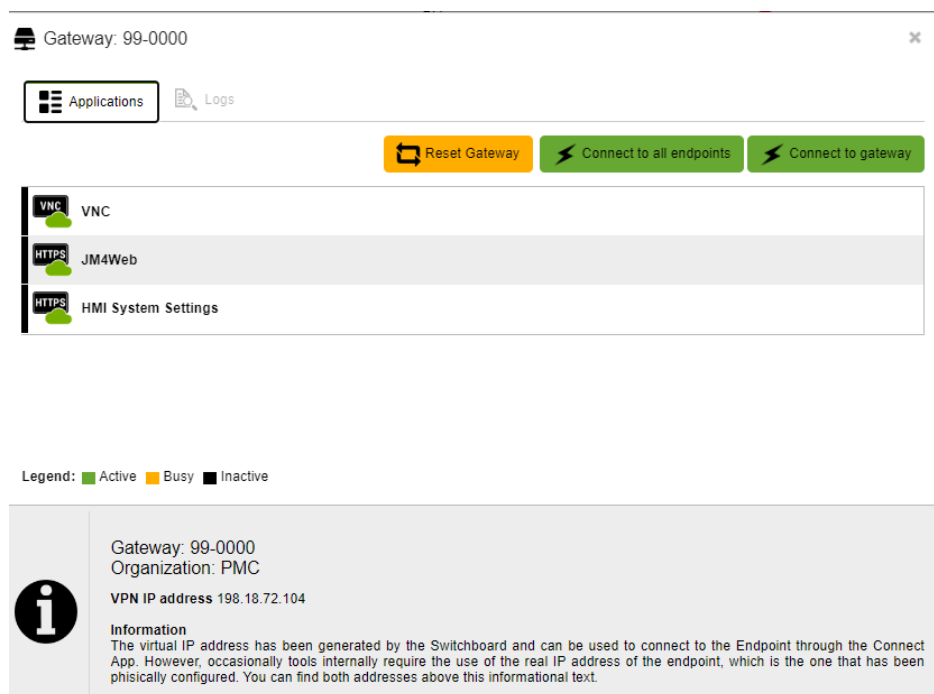 Gateway: 99-0000
Applications
Logs
Reset Gateway
Connect to all endpoints
Connect to gateway
VNC
VNC
HTTPS
JM4Web
HTTPS
HMI System Settings
Legend: Active Busy Inactive
Gateway: 99-0000
Organization: PMC
VPN IP address 198.18.72.104
Information
The virtual IP address has been generated by the Switchboard and can be used to connect to the Endpoint through the Connect
App. However, occasionally tools internally require the use of the real IP address of the endpoint, which is the one that has been
phisically configured. You can find both addresses above this informational text.